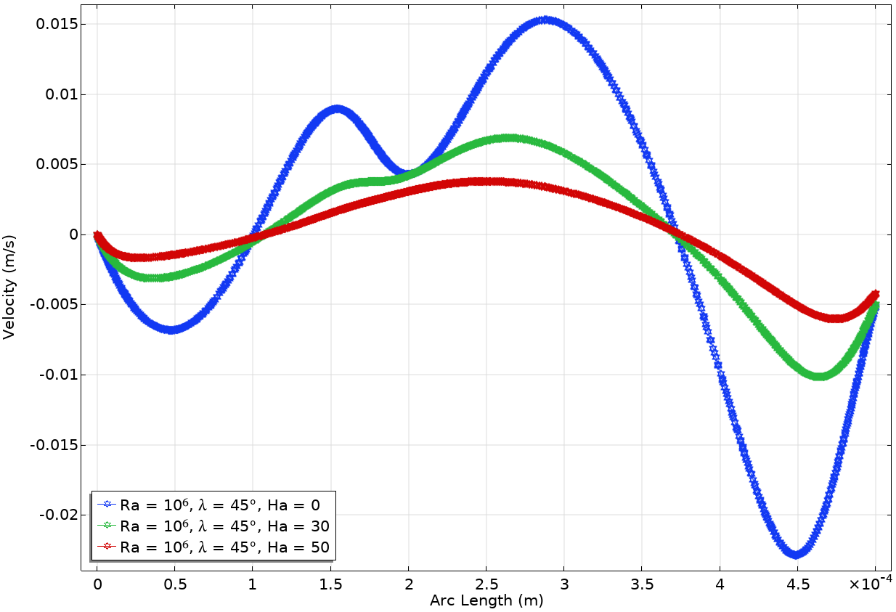 0.015
0.01
0.005
0
-0.005
-0.01
-0.015
-0.02
Velocity (m/s)
Ra = 10⁶, λ = 45°, Ha = 0
Ra = 10⁶, λ = 45°, Ha = 30
Ra = 10⁶, λ = 45°, Ha = 50
0 0.5 1 1.5 2 2.5 3 3.5 4 4.5 ×10⁻⁴
Arc Length (m)